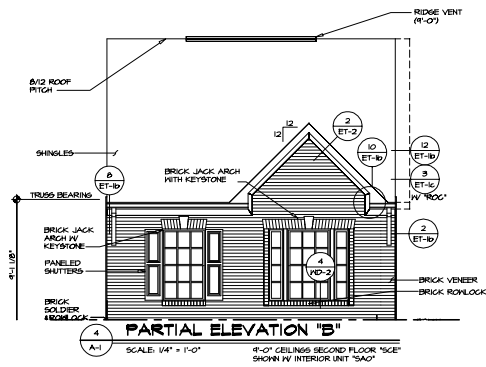 RIDGE VENT
(9'-0")
8/12 ROOF
PITCH
12
12
2
ET-2
10
ET-1b
12
ET-1b
SHINGLES
8
ET-1b
BRICK JACK ARCH
WITH KEYSTONE
3
ET-1c
W/ "ROC"
TRUSS BEARING
BRICK JACK
ARCH W/
KEYSTONE
2
ET-1b
9'-1 1/8"
PANELED
SHUTTERS
4
WD-2
BRICK VENEER
BRICK ROWLOCK
BRICK
SOLDIER
&ROWLOCK
4
A-1
PARTIAL ELEVATION "B"
SCALE: 1/4" = 1'-0"
9'-0" CEILINGS SECOND FLOOR "SCE"
SHOWN W/ INTERIOR UNIT "SAO"